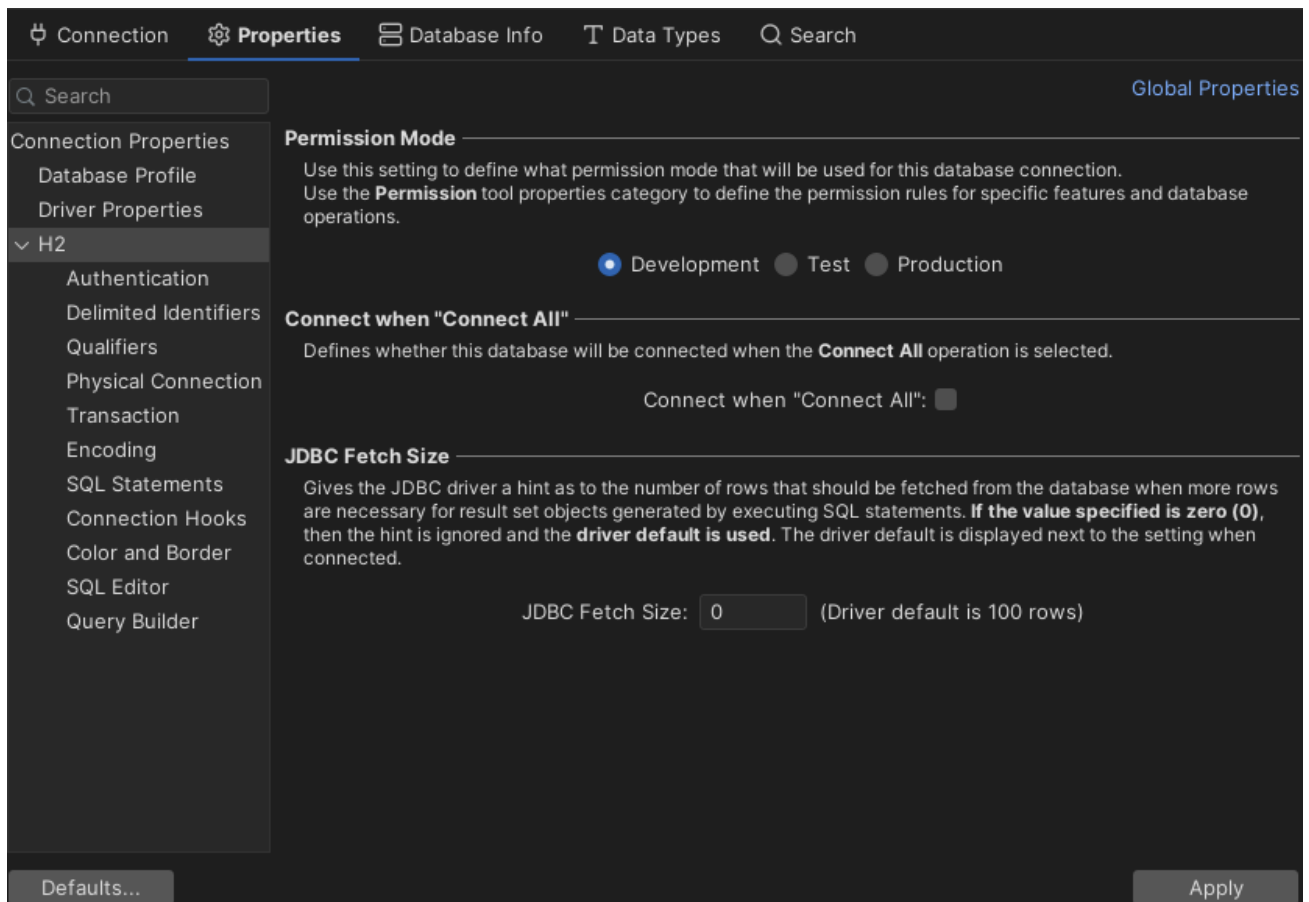 Connection Properties Database Info Data Types Search
Search
Global Properties
Connection Properties
Database Profile
Driver Properties
H2
Authentication
Delimited Identifiers
Qualifiers
Physical Connection
Transaction
Encoding
SQL Statements
Connection Hooks
Color and Border
SQL Editor
Query Builder
Permission Mode
Use this setting to define what permission mode that will be used for this database connection.
Use the Permission tool properties category to define the permission rules for specific features and database
operations.
Development Test Production
Connect when "Connect All"
Defines whether this database will be connected when the Connect All operation is selected.
Connect when "Connect All":
JDBC Fetch Size
Gives the JDBC driver a hint as to the number of rows that should be fetched from the database when more rows
are necessary for result set objects generated by executing SQL statements. If the value specified is zero (0),
then the hint is ignored and the driver default is used. The driver default is displayed next to the setting when
connected.
JDBC Fetch Size: 0 (Driver default is 100 rows)
Defaults... Apply